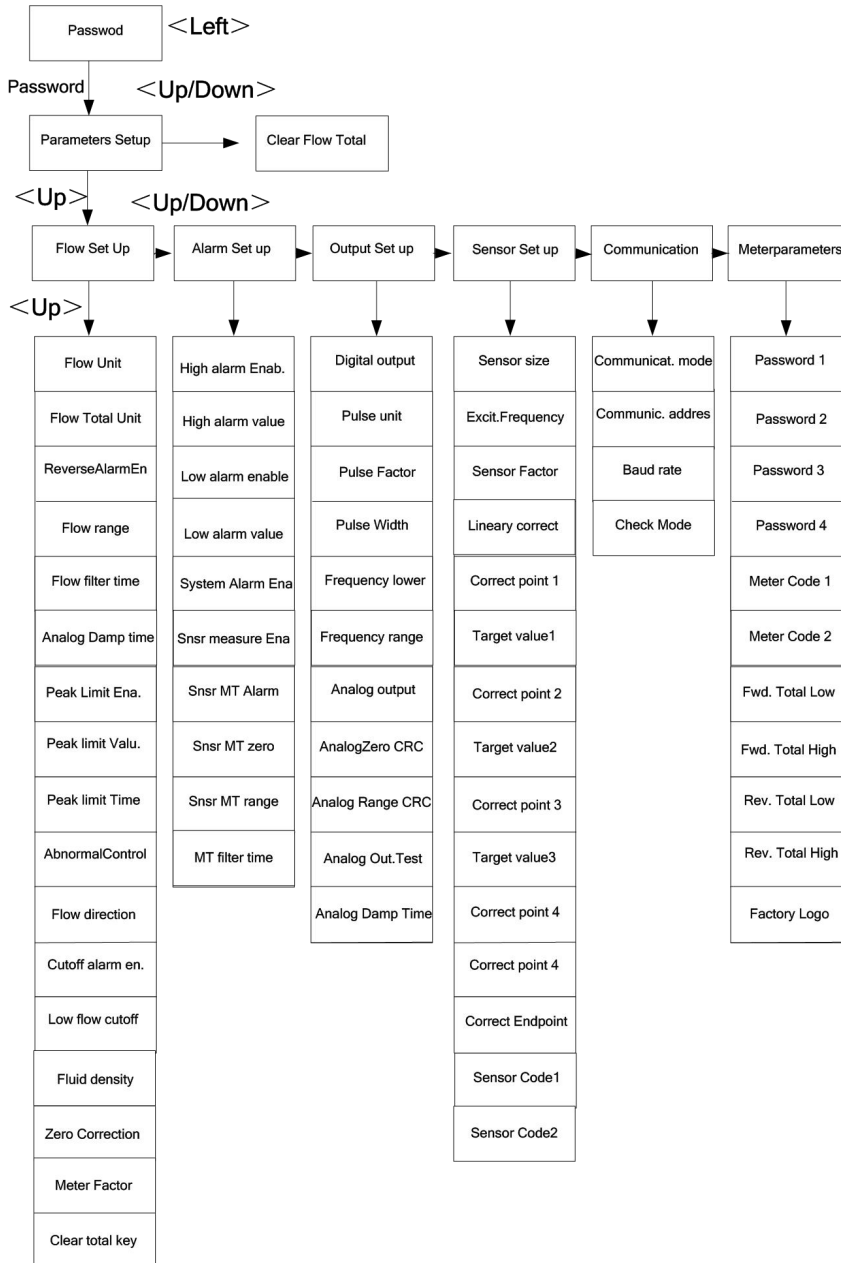 Passwod
<Left>
Password
<Up/Down>
Parameters Setup
Clear Flow Total
<Up>
<Up/Down>
Flow Set Up
Alarm Set up
Output Set up
Sensor Set up
Communication
Meterparameters
<Up>
Flow Unit
Flow Total Unit
ReverseAlarmEn
Flow range
Flow filter time
Analog Damp time
Peak Limit Ena.
Peak limit Valu.
Peak limit Time
AbnormalControl
Flow direction
Cutoff alarm en.
Low flow cutoff
Fluid density
Zero Correction
Meter Factor
Clear total key
High alarm Enab.
High alarm value
Low alarm enable
Low alarm value
System Alarm Ena
Snsr measure Ena
Snsr MT Alarm
Snsr MT zero
Snsr MT range
MT filter time
Digital output
Pulse unit
Pulse Factor
Pulse Width
Frequency lower
Frequency range
Analog output
AnalogZero CRC
Analog Range CRC
Analog Out.Test
Analog Damp Time
Sensor size
Excit.Frequency
Sensor Factor
Lineary correct
Correct point 1
Target value1
Correct point 2
Target value2
Correct point 3
Target value3
Correct point 4
Correct point 4
Correct Endpoint
Sensor Code1
Sensor Code2
Communicat. mode
Communic. addres
Baud rate
Check Mode
Password 1
Password 2
Password 3
Password 4
Meter Code 1
Meter Code 2
Fwd. Total Low
Fwd. Total High
Rev. Total Low
Rev. Total High
Factory Logo